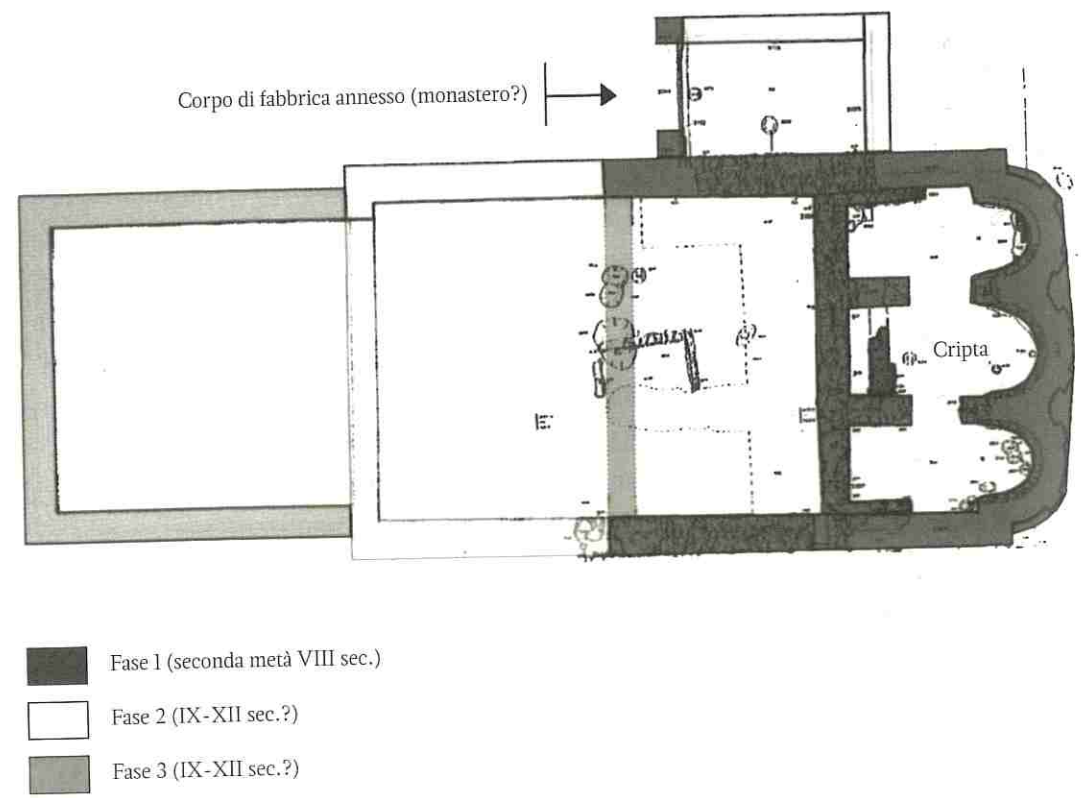 Corpo di fabbrica annesso (monastero?)
Cripta
Fase 1 (seconda metà VIII sec.)
Fase 2 (IX-XII sec.?)
Fase 3 (IX-XII sec.?)